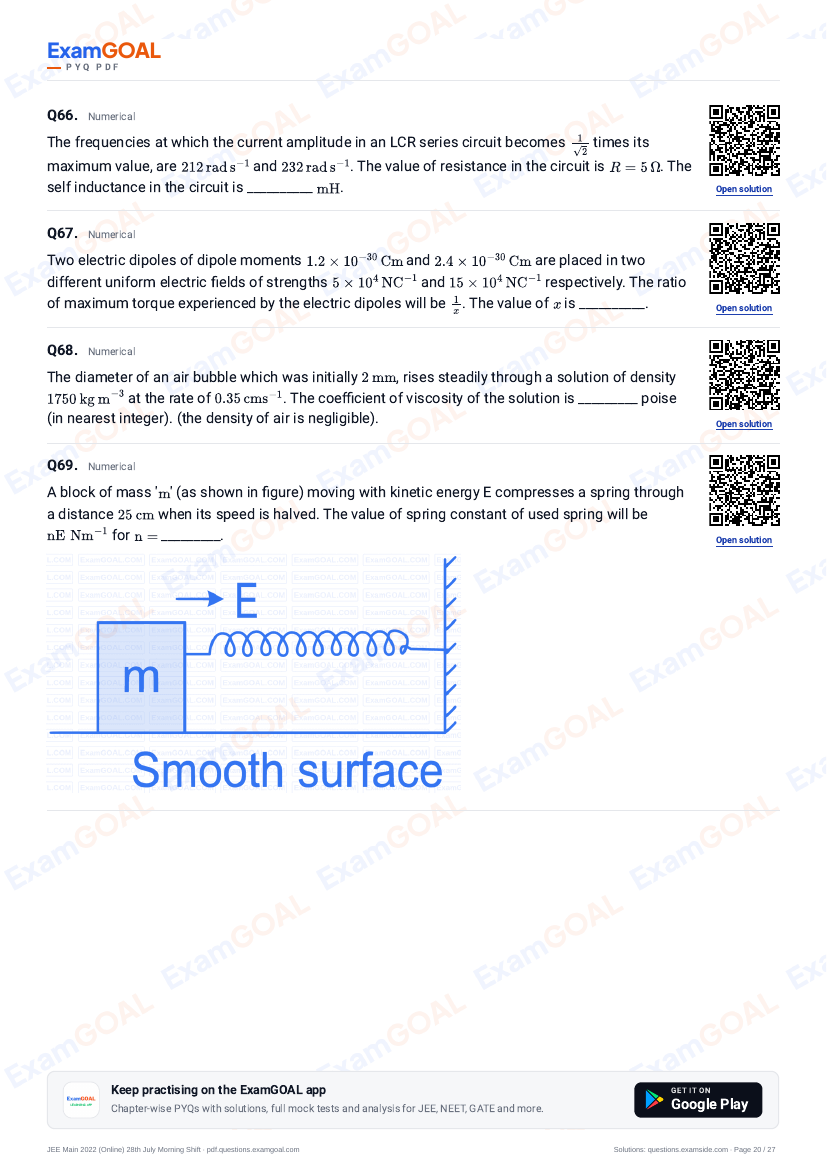 ExamGOAL
PYQ PDF
Q66. Numerical
The frequencies at which the current amplitude in an LCR series circuit becomes 1/√2 times its
maximum value, are 212 rad s⁻¹ and 232 rad s⁻¹. The value of resistance in the circuit is R = 5 Ω. The
self inductance in the circuit is __________ mH.
Open solution
Q67. Numerical
Two electric dipoles of dipole moments 1.2 × 10⁻³⁰ Cm and 2.4 × 10⁻³⁰ Cm are placed in two
different uniform electric fields of strengths 5 × 10⁴ NC⁻¹ and 15 × 10⁴ NC⁻¹ respectively. The ratio
of maximum torque experienced by the electric dipoles will be 1/x. The value of x is __________.
Open solution
Q68. Numerical
The diameter of an air bubble which was initially 2 mm, rises steadily through a solution of density
1750 kg m⁻³ at the rate of 0.35 cms⁻¹. The coefficient of viscosity of the solution is _________ poise
(in nearest integer). (the density of air is negligible).
Open solution
Q69. Numerical
A block of mass 'm' (as shown in figure) moving with kinetic energy E compresses a spring through
a distance 25 cm when its speed is halved. The value of spring constant of used spring will be
nE Nm⁻¹ for n = _________.
Open solution
E
m
Smooth surface
Keep practising on the ExamGOAL app
Chapter-wise PYQs with solutions, full mock tests and analysis for JEE, NEET, GATE and more.
GET IT ON
Google Play
JEE Main 2022 (Online) 28th July Morning Shift · pdf.questions.examgoal.com
Solutions: questions.examside.com · Page 20 / 27